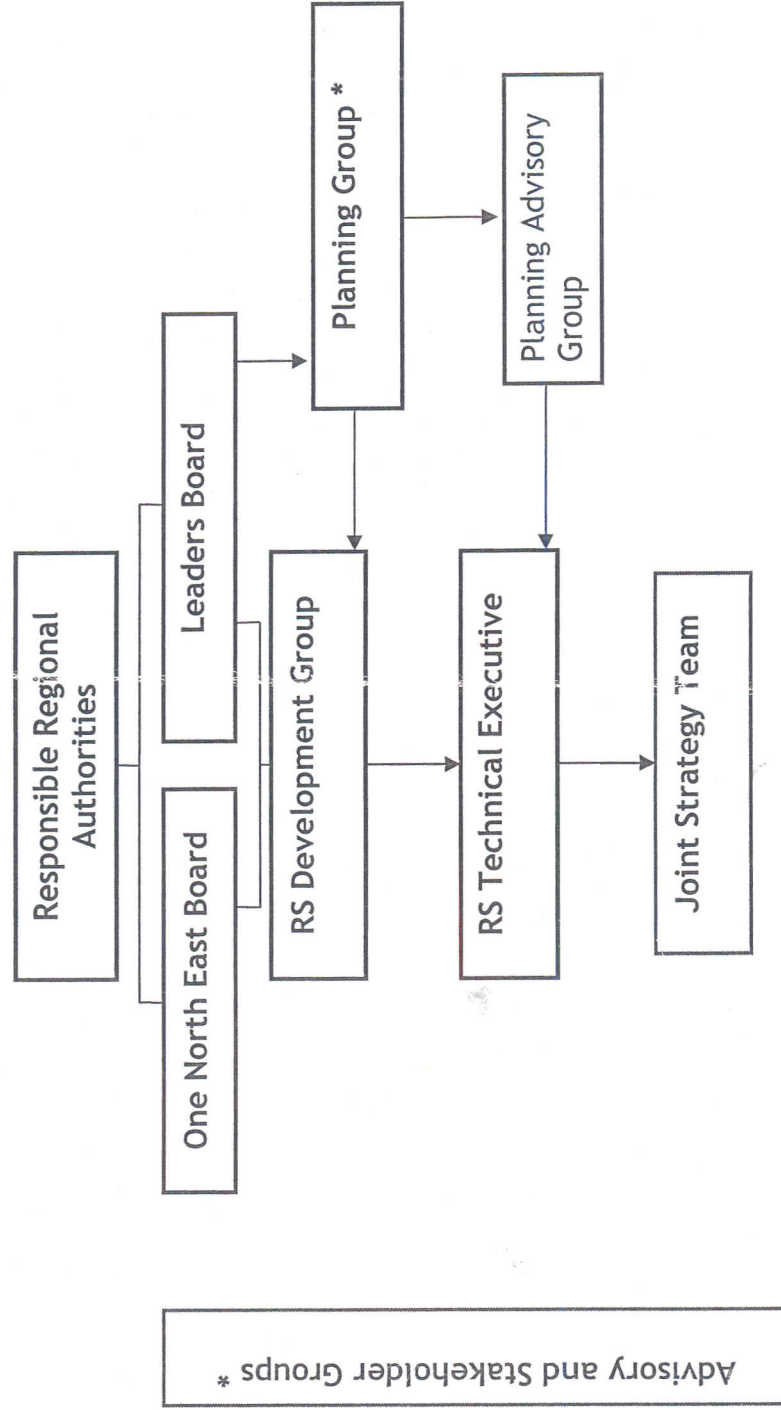 Responsible Regional
Authorities
One North East Board
Leaders Board
RS Development Group
Planning Group *
RS Technical Executive
Planning Advisory
Group
Joint Strategy Team
Advisory and Stakeholder Groups *